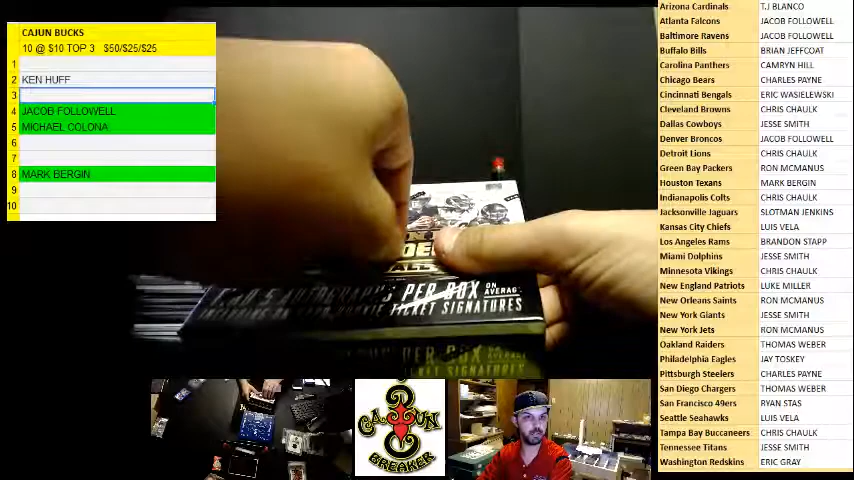 CAJUN BUCKS
10 @ $10 TOP 3 $50/$25/$25
1
2 KEN HUFF
3
4 JACOB FOLLOWELL
5 MICHAEL COLONA
6
7
8 MARK BERGIN
9
10
5 AUTOGRAPHS PER BOX ON AVERAGE
TICKET SIGNATURES
PER BOX
CAJUN
BREAKER
Arizona Cardinals T.J BLANCO
Atlanta Falcons JACOB FOLLOWELL
Baltimore Ravens JACOB FOLLOWELL
Buffalo Bills BRIAN JEFFCOAT
Carolina Panthers CAMRYN HILL
Chicago Bears CHARLES PAYNE
Cincinnati Bengals ERIC WASIELEWSKI
Cleveland Browns CHRIS CHAULK
Dallas Cowboys JESSE SMITH
Denver Broncos JACOB FOLLOWELL
Detroit Lions CHRIS CHAULK
Green Bay Packers RON MCMANUS
Houston Texans MARK BERGIN
Indianapolis Colts CHRIS CHAULK
Jacksonville Jaguars SLOTMAN JENKINS
Kansas City Chiefs LUIS VELA
Los Angeles Rams BRANDON STAPP
Miami Dolphins JESSE SMITH
Minnesota Vikings CHRIS CHAULK
New England Patriots LUKE MILLER
New Orleans Saints RON MCMANUS
New York Giants JESSE SMITH
New York Jets RON MCMANUS
Oakland Raiders THOMAS WEBER
Philadelphia Eagles JAY TOSKEY
Pittsburgh Steelers CHARLES PAYNE
San Diego Chargers THOMAS WEBER
San Francisco 49ers RYAN STAS
Seattle Seahawks LUIS VELA
Tampa Bay Buccaneers CHRIS CHAULK
Tennessee Titans JESSE SMITH
Washington Redskins ERIC GRAY